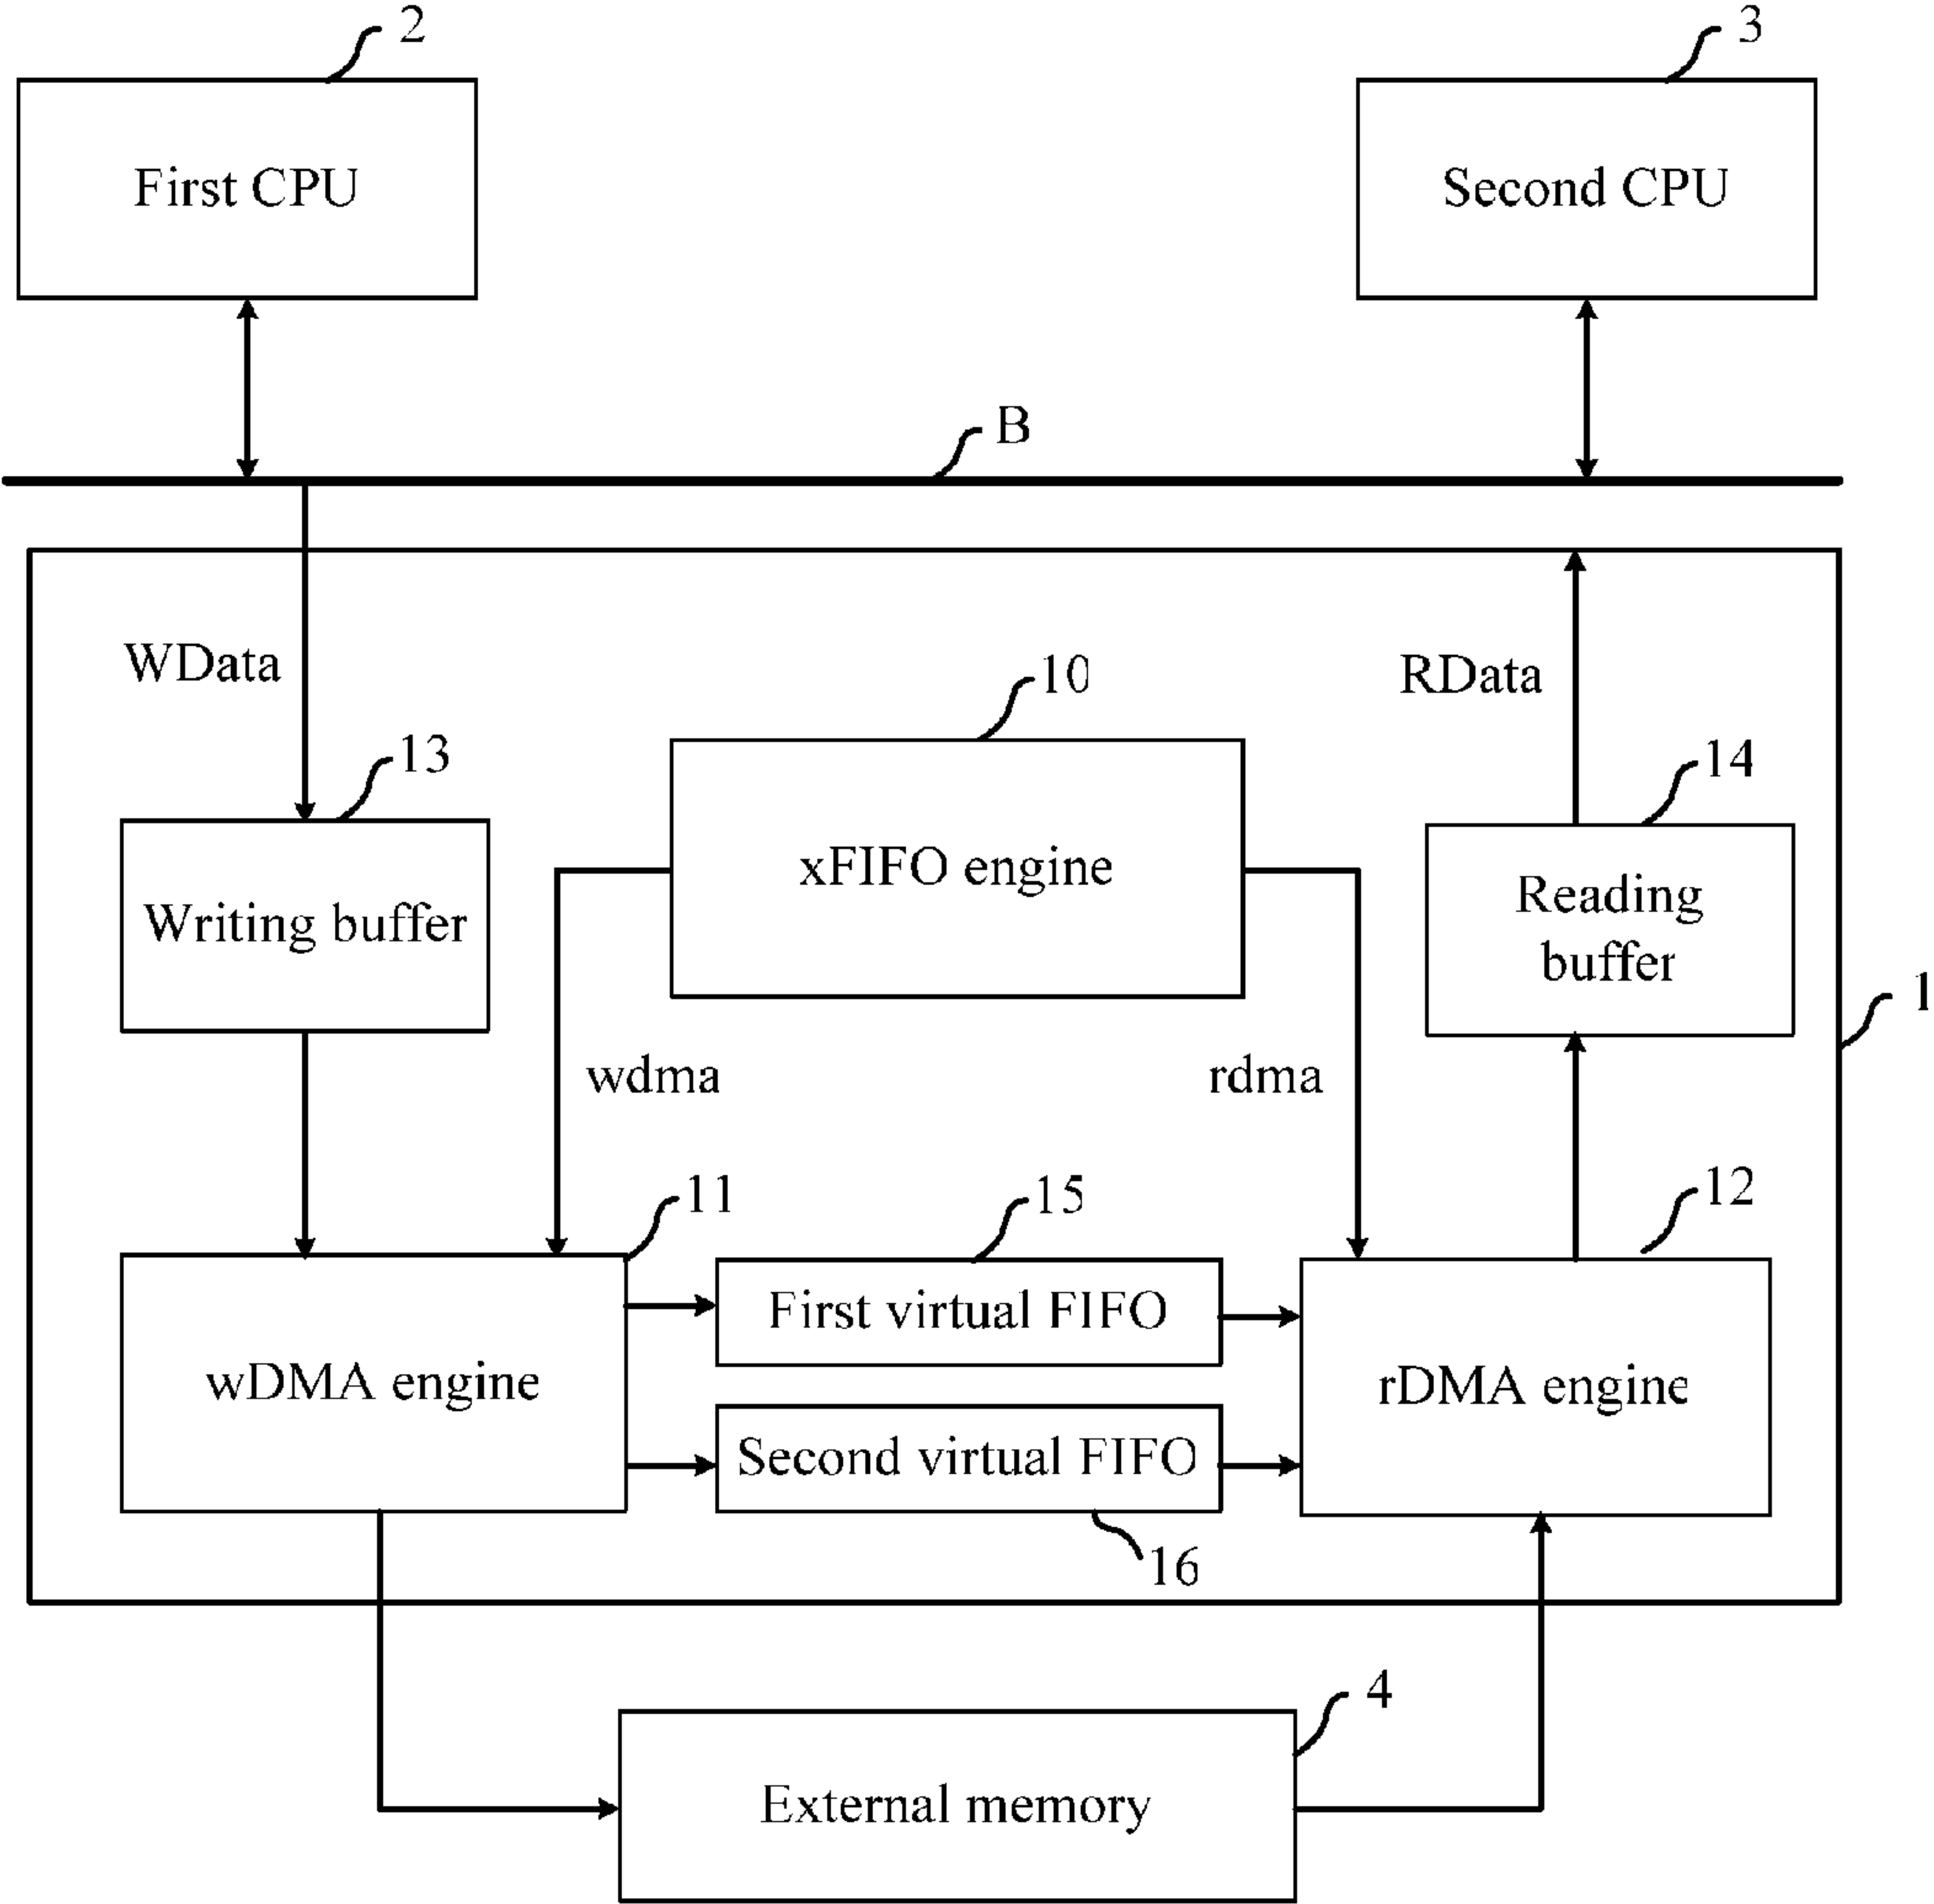 2
3
First CPU
Second CPU
B
WData
RData
10
13
14
xFIFO engine
Writing buffer
Reading
buffer
1
wdma
rdma
11
15
12
First virtual FIFO
wDMA engine
rDMA engine
Second virtual FIFO
16
4
External memory